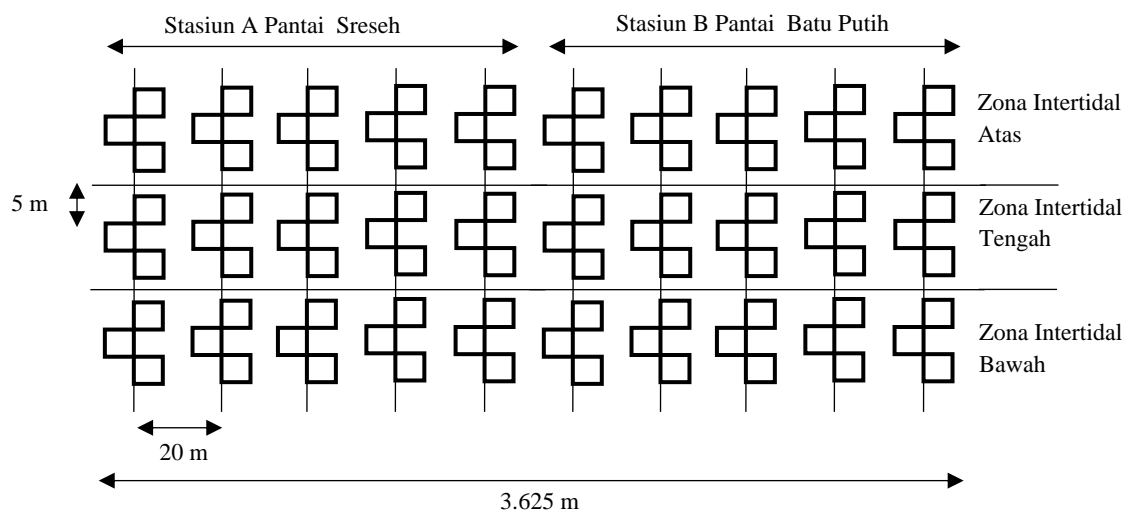 Stasiun A Pantai Sreseh
Stasiun B Pantai Batu Putih
Zona Intertidal
Atas
5 m
Zona Intertidal
Tengah
Zona Intertidal
Bawah
20 m
3.625 m